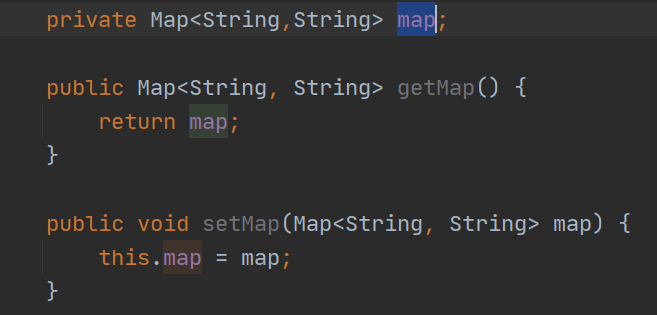 private Map<String,String> map;
public Map<String, String> getMap() {
return map;
}
public void setMap(Map<String, String> map) {
this.map = map;
}